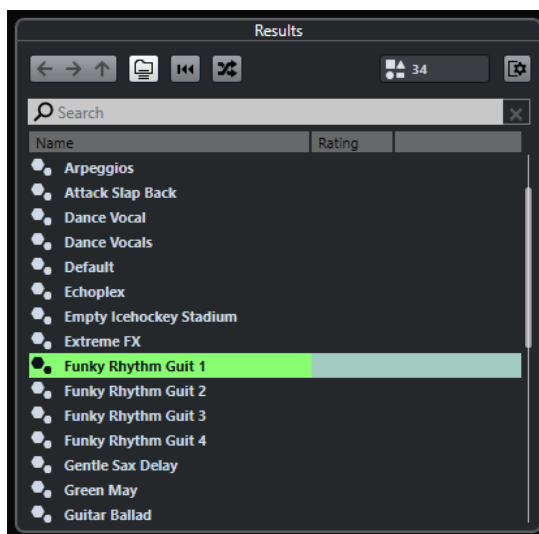 Results
34
Search
Name Rating
Arpeggios
Attack Slap Back
Dance Vocal
Dance Vocals
Default
Echoplex
Empty Icehockey Stadium
Extreme FX
Funky Rhythm Guit 1
Funky Rhythm Guit 2
Funky Rhythm Guit 3
Funky Rhythm Guit 4
Gentle Sax Delay
Green May
Guitar Ballad